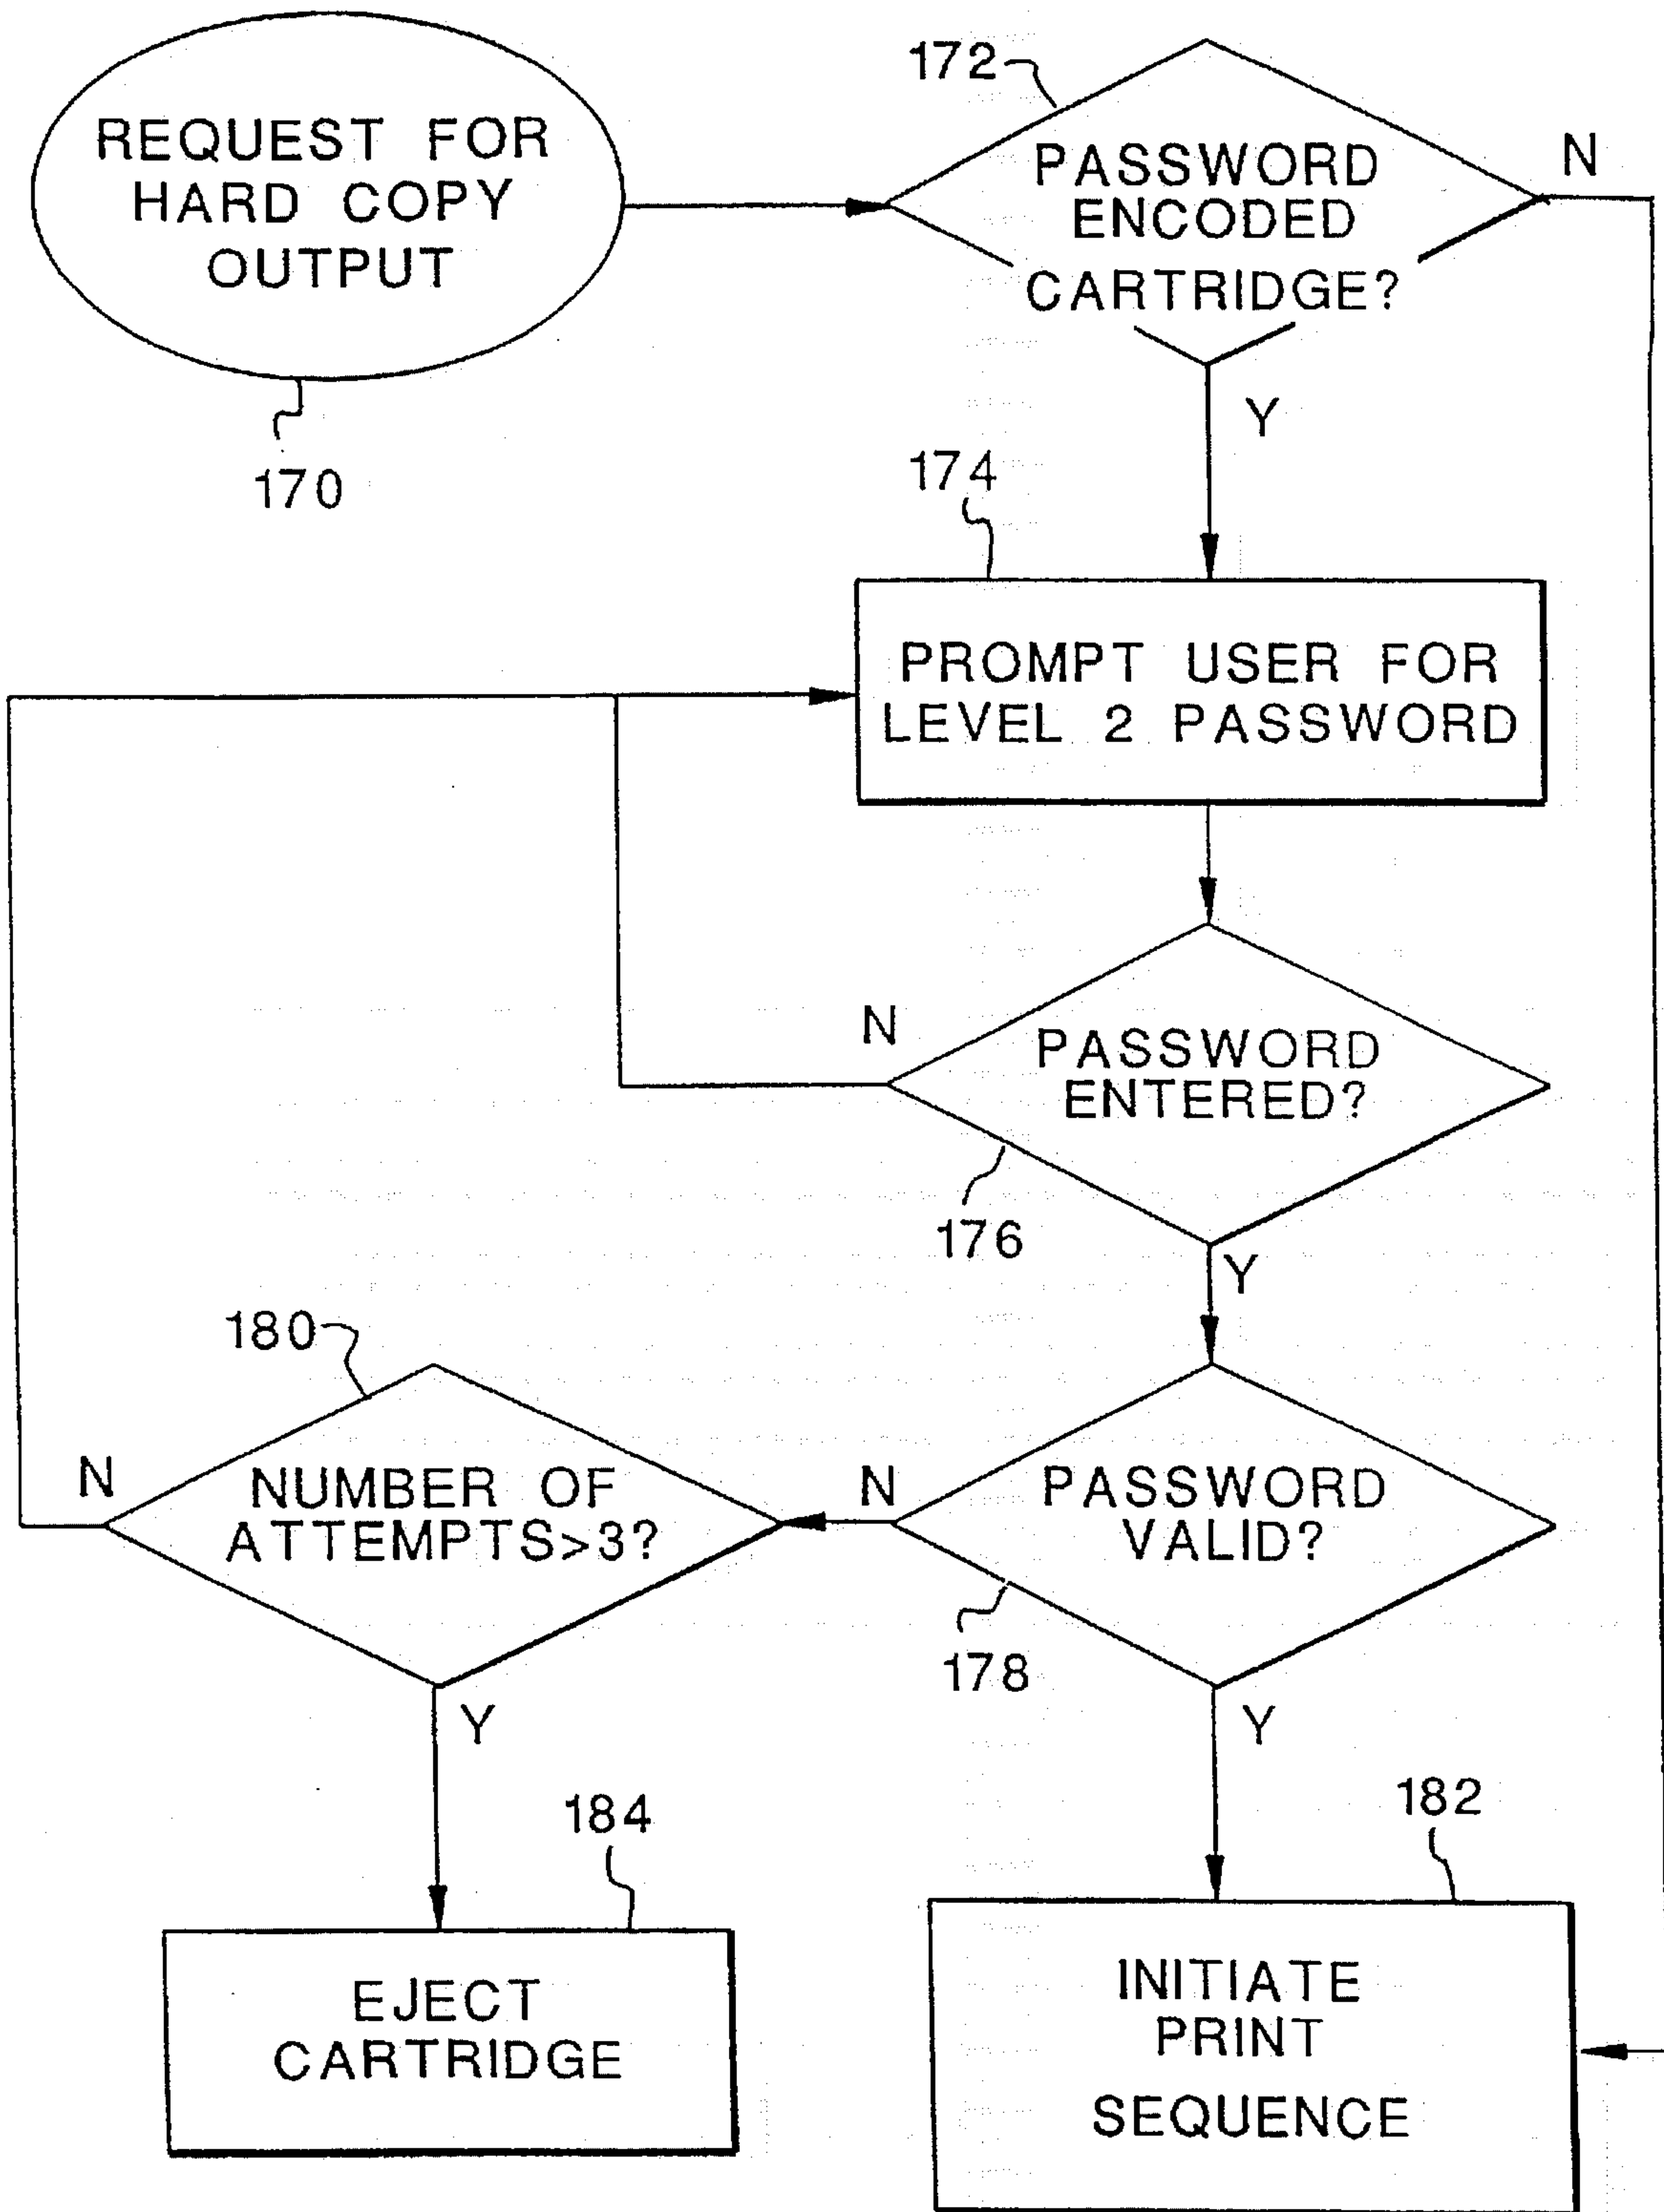 REQUEST FOR
HARD COPY
OUTPUT
170
172
PASSWORD
ENCODED
CARTRIDGE?
N
Y
174
PROMPT USER FOR
LEVEL 2 PASSWORD
N
PASSWORD
ENTERED?
176
Y
180
N
NUMBER OF
ATTEMPTS>3?
N
PASSWORD
VALID?
178
Y
Y
184
182
EJECT
CARTRIDGE
INITIATE
PRINT
SEQUENCE